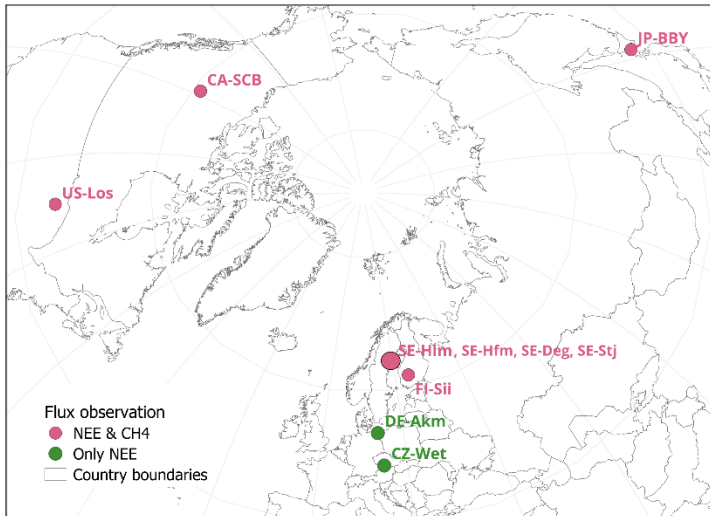 JP-BBY
CA-SCB
US-Los
SE-Hlm, SE-Hfm, SE-Deg, SE-Stj
FI-Sii
DE-Akm
CZ-Wet
Flux observation
NEE & CH4
Only NEE
Country boundaries